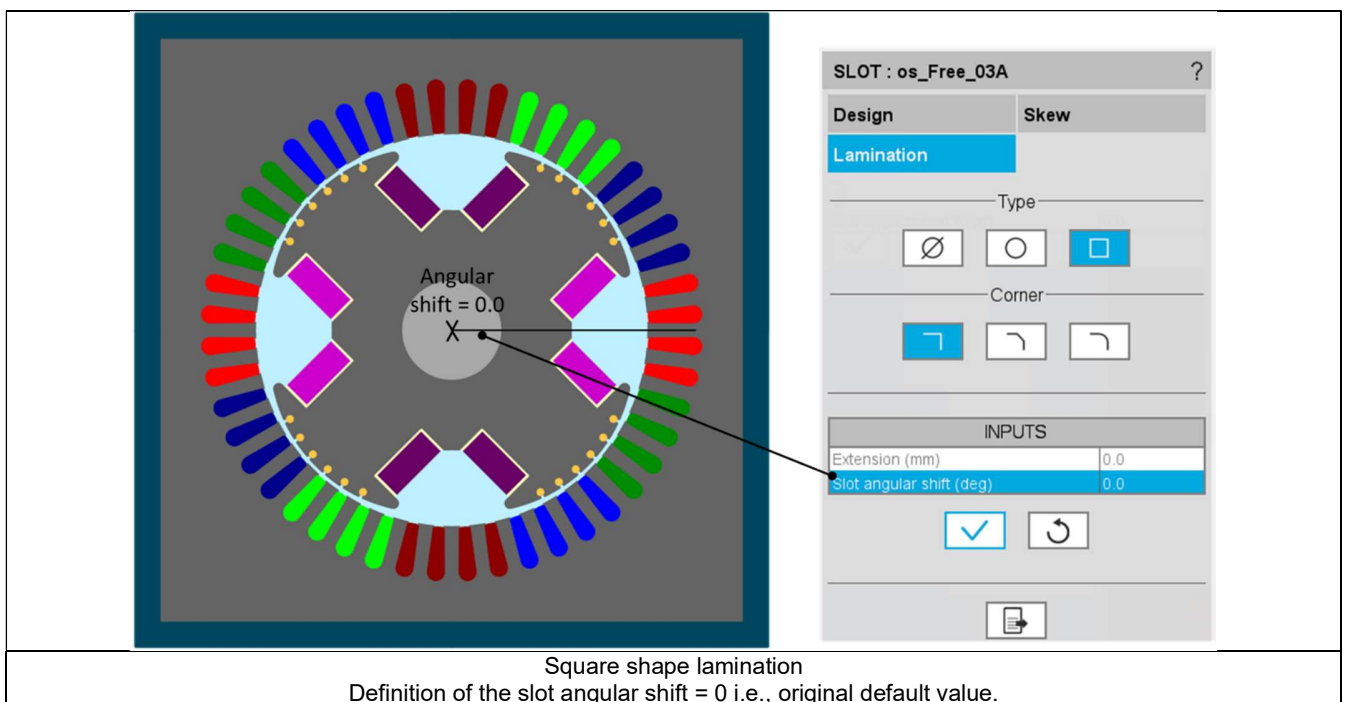 Angular
shift = 0.0
SLOT : os_Free_03A ?
Design Skew
Lamination
Type
Corner
INPUTS
Extension (mm) 0.0
Slot angular shift (deg) 0.0
Square shape lamination
Definition of the slot angular shift = 0 i.e., original default value.